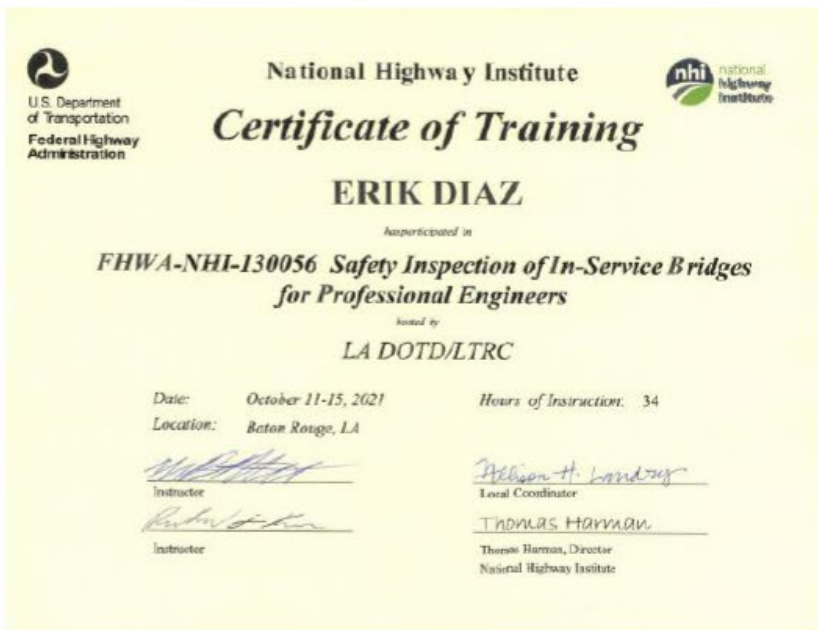 National Highway Institute
U.S. Department
of Transportation
Federal Highway
Administration
nhi national
highway
institute
Certificate of Training
ERIK DIAZ
has participated in
FHWA-NHI-130056 Safety Inspection of In-Service Bridges
for Professional Engineers
hosted by
LA DOTD/LTRC
Date: October 11-15, 2021
Hours of Instruction: 34
Location: Baton Rouge, LA
Instructor
Allison H. Landry
Local Coordinator
Instructor
Thomas Harman
Thomas Harman, Director
National Highway Institute